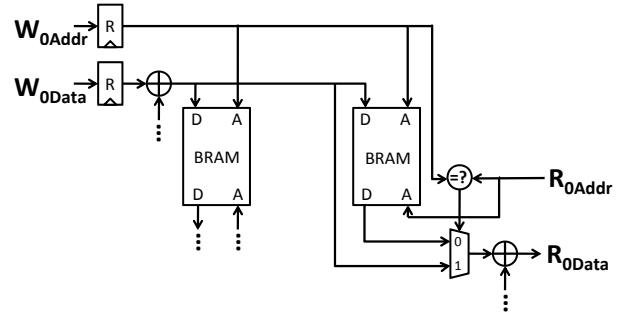 W0Addr R
W0Data R
D A D A
BRAM BRAM
=? R0Addr
D A D A
0
R0Data
1